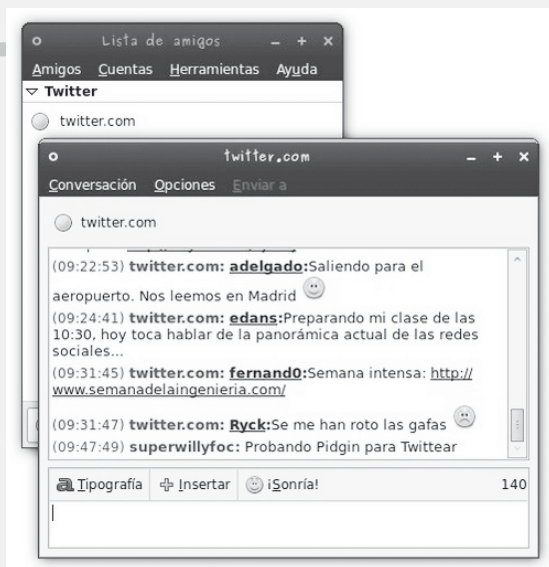 Lista de amigos
Amigos Cuentas Herramientas Ayuda
Twitter
twitter.com
twitter.com
Conversación Opciones Enviar a
twitter.com
(09:22:53) twitter.com: adelgado:Saliendo para el
aeropuerto. Nos leemos en Madrid
(09:24:41) twitter.com: edans:Preparando mi clase de las
10:30, hoy toca hablar de la panorámica actual de las redes
sociales...
(09:31:45) twitter.com: fernand0:Semana intensa: http://
www.semanadelaingenieria.com/
(09:31:47) twitter.com: Ryck:Se me han roto las gafas
(09:47:49) superwillyfoc: Probando Pidgin para Twittear
Tipografía Insertar ¡Sonría! 140